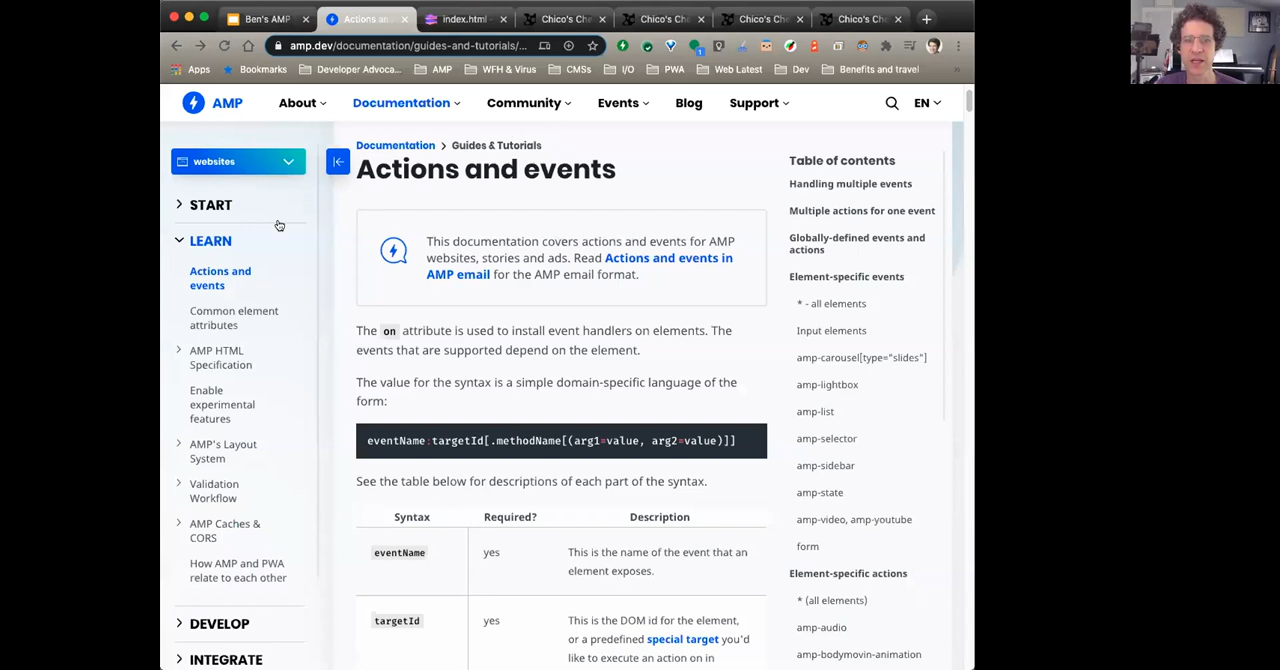 Ben's AMP
Actions an
index.html -
Chico's Che
Chico's Che
Chico's Che
Chico's Che
amp.dev/documentation/guides-and-tutorials/...
Apps
Bookmarks
Developer Advoca...
AMP
WFH & Virus
CMSs
I/O
PWA
Web Latest
Dev
Benefits and travel
»
AMP
About
Documentation
Community
Events
Blog
Support
EN
websites
START
LEARN
Actions and
events
Common element
attributes
AMP HTML
Specification
Enable
experimental
features
AMP's Layout
System
Validation
Workflow
AMP Caches &
CORS
How AMP and PWA
relate to each other
DEVELOP
INTEGRATE
Documentation > Guides & Tutorials
Actions and events
This documentation covers actions and events for AMP
websites, stories and ads. Read Actions and events in
AMP email for the AMP email format.
The on attribute is used to install event handlers on elements. The
events that are supported depend on the element.
The value for the syntax is a simple domain-specific language of the
form:
eventName:targetId[.methodName[(arg1=value, arg2=value)]]
See the table below for descriptions of each part of the syntax.
Syntax Required? Description
eventName yes This is the name of the event that an
element exposes.
targetId yes This is the DOM id for the element,
or a predefined special target you'd
like to execute an action on in
Table of contents
Handling multiple events
Multiple actions for one event
Globally-defined events and
actions
Element-specific events
* - all elements
Input elements
amp-carousel[type="slides"]
amp-lightbox
amp-list
amp-selector
amp-sidebar
amp-state
amp-video, amp-youtube
form
Element-specific actions
* (all elements)
amp-audio
amp-bodymovin-animation